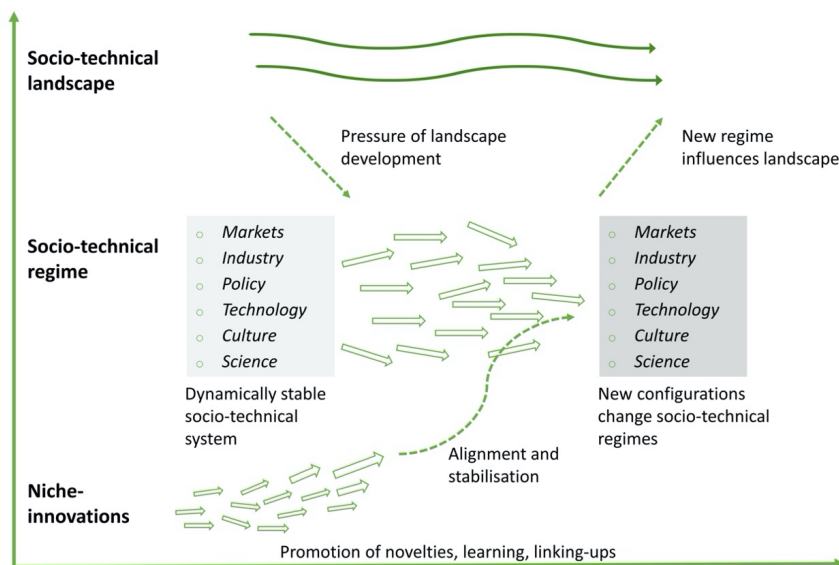 Socio-technical
landscape
Pressure of landscape
development
New regime
influences landscape
Socio-technical
regime
Markets
Industry
Policy
Technology
Culture
Science
Dynamically stable
socio-technical
system
Markets
Industry
Policy
Technology
Culture
Science
New configurations
change socio-technical
regimes
Alignment and
stabilisation
Niche-
innovations
Promotion of novelties, learning, linking-ups